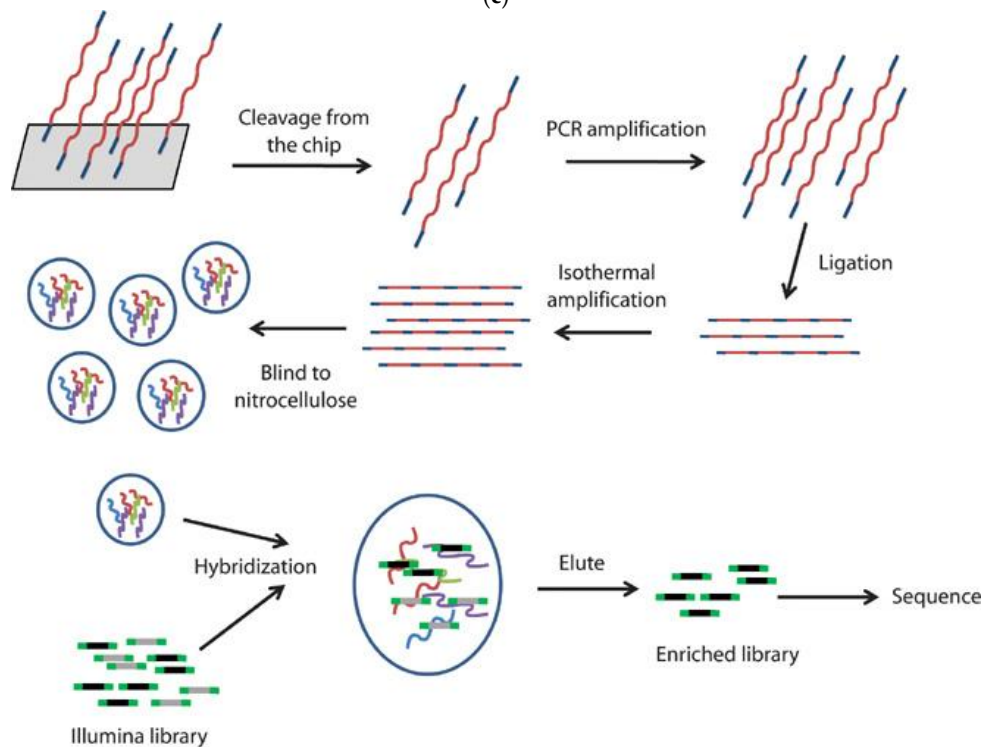 (c)
Cleavage from
the chip
PCR amplification
Ligation
Isothermal
amplification
Blind to
nitrocellulose
Hybridization
Elute
Sequence
Enriched library
Illumina library